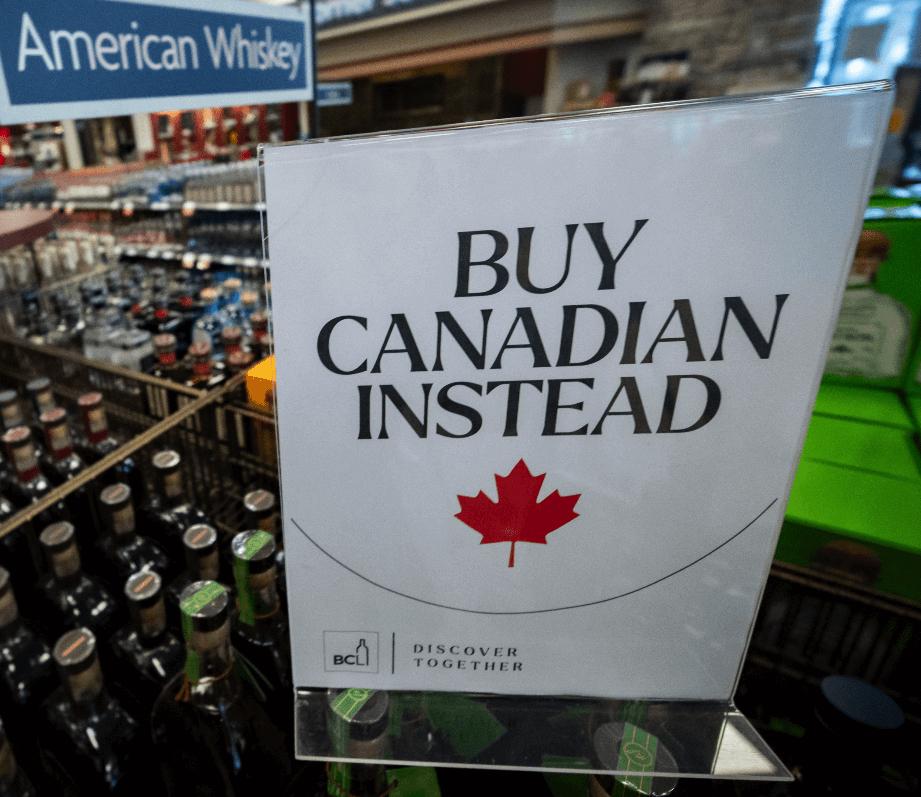 American Whiskey
BUY
CANADIAN
INSTEAD
BCL
DISCOVER
TOGETHER